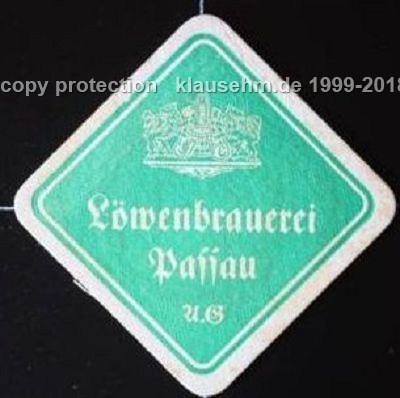 copy protection klausehm.de 1999-2018
Löwenbrauerei
Passau
A.G